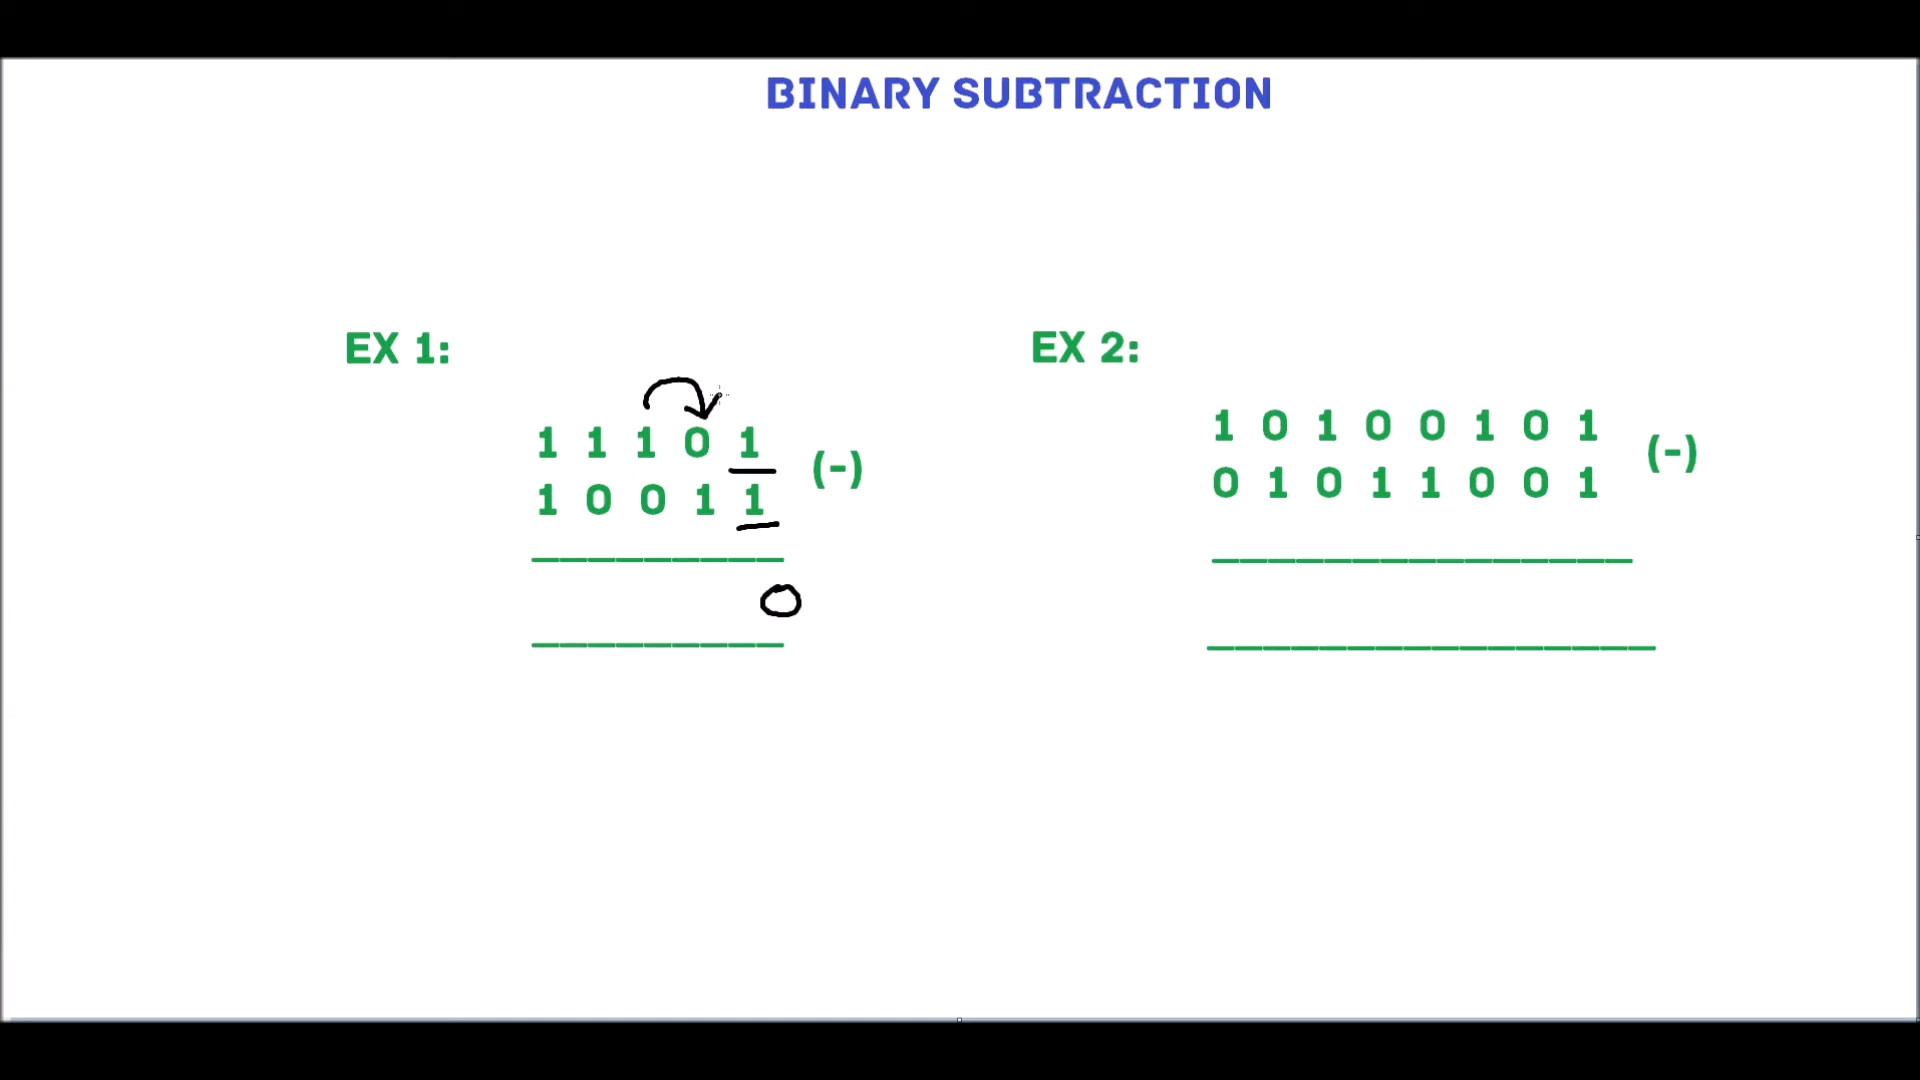 BINARY SUBTRACTION
EX 1:
1 1 1 0 1
(-)
1 0 0 1 1
0
EX 2:
1 0 1 0 0 1 0 1
(-)
0 1 0 1 1 0 0 1